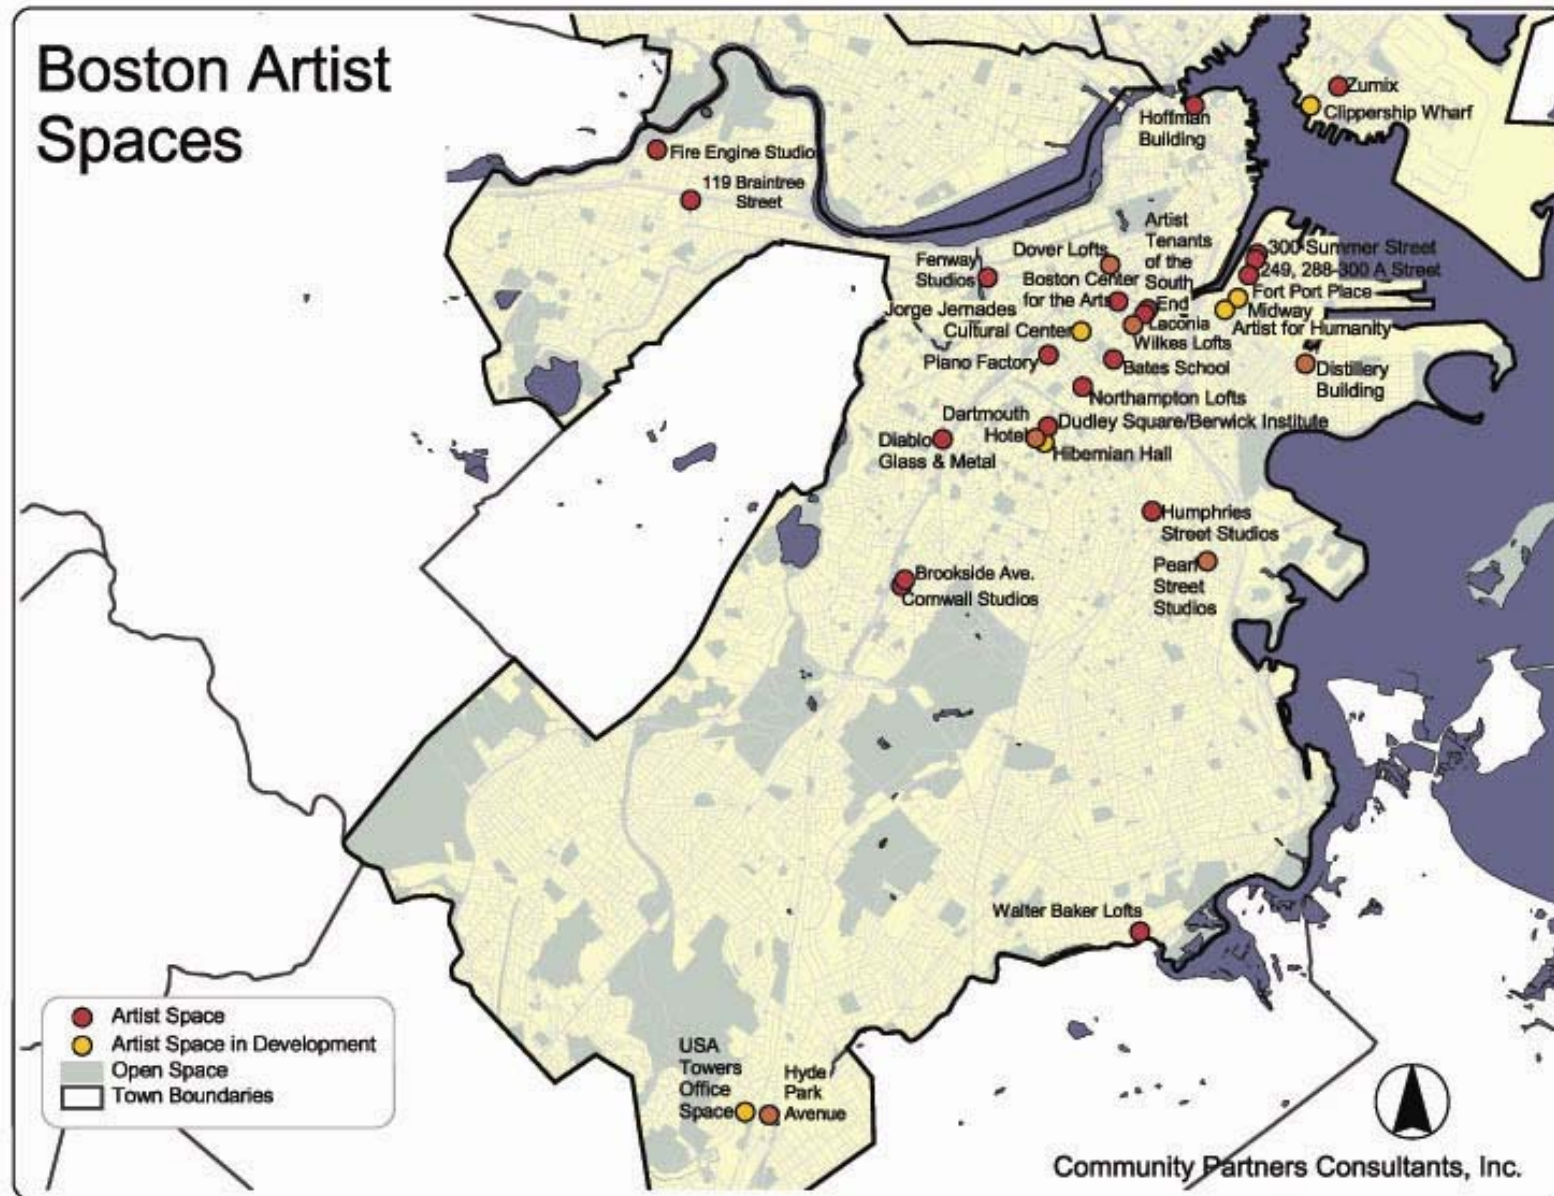 Boston Artist
Spaces
Zumix
Clippership Wharf
Hoffman
Building
Fire Engine Studio
119 Braintree
Street
Artist
Tenants
of the
South
End
Dover Lofts
Fenway
Studios
Boston Center
for the Arts
300 Summer Street
249, 288-300 A Street
Fort Port Place
Midway
Artist for Humanity
Jorge Jernades
Cultural Center
Laconia
Wilkes Lofts
Piano Factory
Bates School
Distillery
Building
Northampton Lofts
Dartmouth
Hotel
Dudley Square/Berwick Institute
Diablo
Glass & Metal
Hibernian Hall
Humphries
Street Studios
Pearl
Street
Studios
Brookside Ave.
Cornwall Studios
Walter Baker Lofts
USA
Towers
Office
Space
Hyde
Park
Avenue
Artist Space
Artist Space in Development
Open Space
Town Boundaries
Community Partners Consultants, Inc.